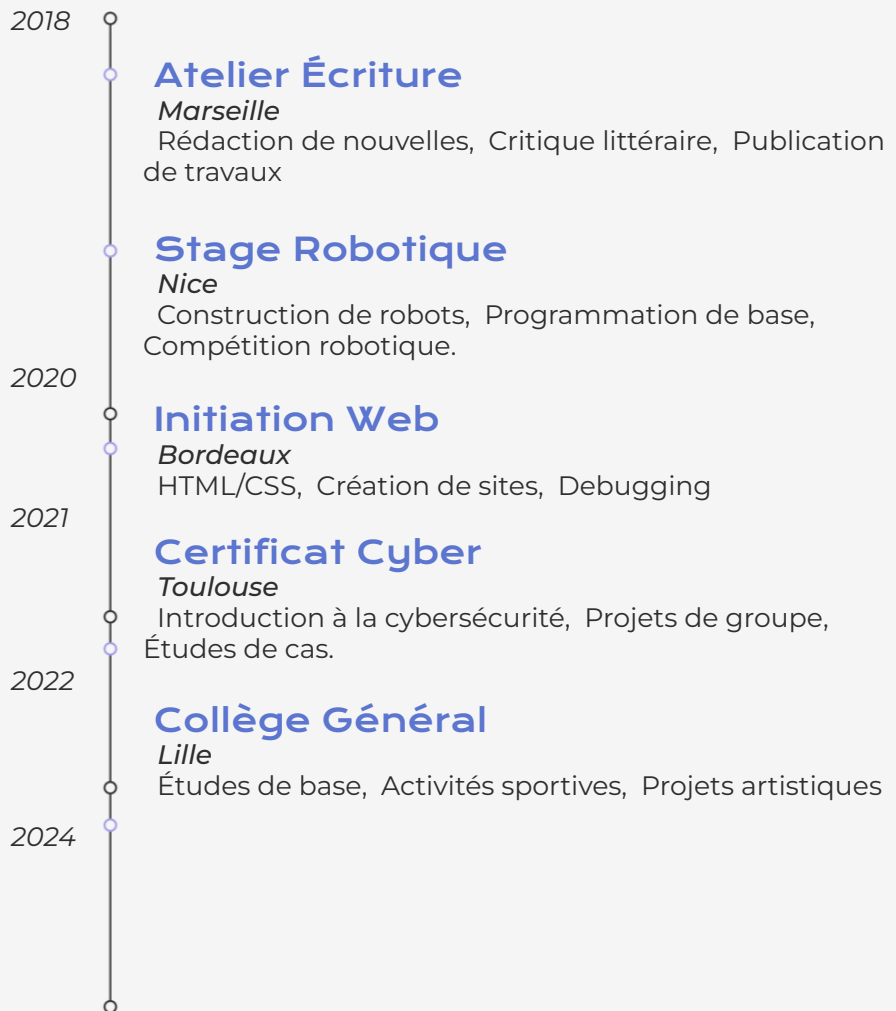 2018
Atelier Écriture
Marseille
Rédaction de nouvelles, Critique littéraire, Publication
de travaux
Stage Robotique
Nice
Construction de robots, Programmation de base,
Compétition robotique.
2020
Initiation Web
Bordeaux
HTML/CSS, Création de sites, Debugging
2021
Certificat Cyber
Toulouse
Introduction à la cybersécurité, Projets de groupe,
Études de cas.
2022
Collège Général
Lille
Études de base, Activités sportives, Projets artistiques
2024